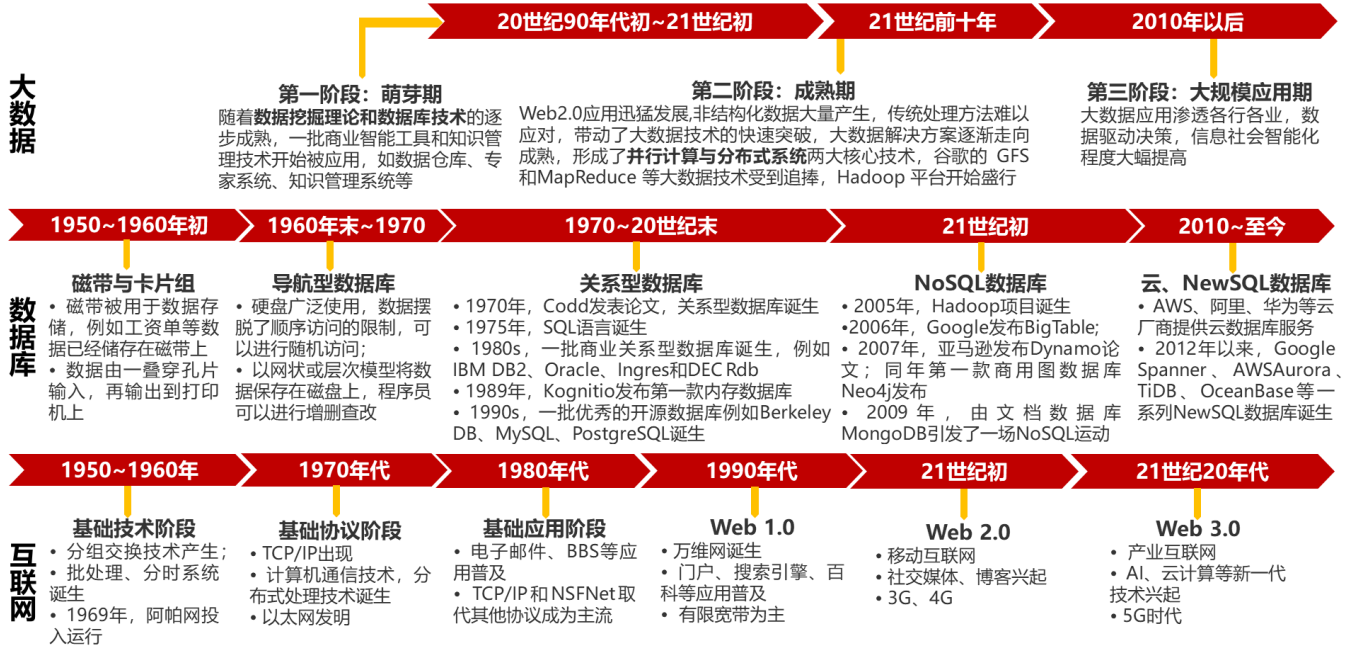 大数据
20世纪90年代初~21世纪初
21世纪前十年
2010年以后
第一阶段：萌芽期
随着数据挖掘理论和数据库技术的逐
步成熟，一批商业智能工具和知识管
理技术开始被应用，如数据仓库、专
家系统、知识管理系统等
第二阶段：成熟期
Web2.0应用迅猛发展,非结构化数据大量产生，传统处理方法难以
应对，带动了大数据技术的快速突破，大数据解决方案逐渐走向
成熟，形成了并行计算与分布式系统两大核心技术，谷歌的 GFS
和MapReduce 等大数据技术受到追捧，Hadoop 平台开始盛行
第三阶段：大规模应用期
大数据应用渗透各行各业，数
据驱动决策，信息社会智能化
程度大幅提高
数据库
1950~1960年初
1960年末~1970
1970~20世纪末
21世纪初
2010~至今
磁带与卡片组
• 磁带被用于数据存
储，例如工资单等数
据已经储存在磁带上
• 数据由一叠穿孔片
输入，再输出到打印
机上
导航型数据库
• 硬盘广泛使用，数据摆
脱了顺序访问的限制，可
以进行随机访问；
• 以网状或层次模型将数
据保存在磁盘上，程序员
可以进行增删查改
关系型数据库
• 1970年，Codd发表论文，关系型数据库诞生
• 1975年，SQL语言诞生
• 1980s，一批商业关系型数据库诞生，例如
IBM DB2、Oracle、Ingres和DEC Rdb
• 1989年，Kognitio发布第一款内存数据库
• 1990s，一批优秀的开源数据库例如Berkeley
DB、MySQL、PostgreSQL诞生
NoSQL数据库
• 2005年，Hadoop项目诞生
•2006年，Google发布BigTable;
• 2007年，亚马逊发布Dynamo论
文；同年第一款商用图数据库
Neo4j发布
• 2009年，由文档数据库
MongoDB引发了一场NoSQL运动
云、NewSQL数据库
• AWS、阿里、华为等云
厂商提供云数据库服务
• 2012年以来，Google
Spanner、AWSAurora、
TiDB、OceanBase等一
系列NewSQL数据库诞生
互联网
1950~1960年
1970年代
1980年代
1990年代
21世纪初
21世纪20年代
基础技术阶段
• 分组交换技术产生；
• 批处理、分时系统
诞生
• 1969年，阿帕网投
入运行
基础协议阶段
• TCP/IP出现
• 计算机通信技术，分
布式处理技术诞生
• 以太网发明
基础应用阶段
• 电子邮件、BBS等应
用普及
• TCP/IP和NSFNet取
代其他协议成为主流
Web 1.0
• 万维网诞生
• 门户、搜索引擎、百
科等应用普及
• 有限宽带为主
Web 2.0
• 移动互联网
• 社交媒体、博客兴起
• 3G、4G
Web 3.0
• 产业互联网
• AI、云计算等新一代
技术兴起
• 5G时代